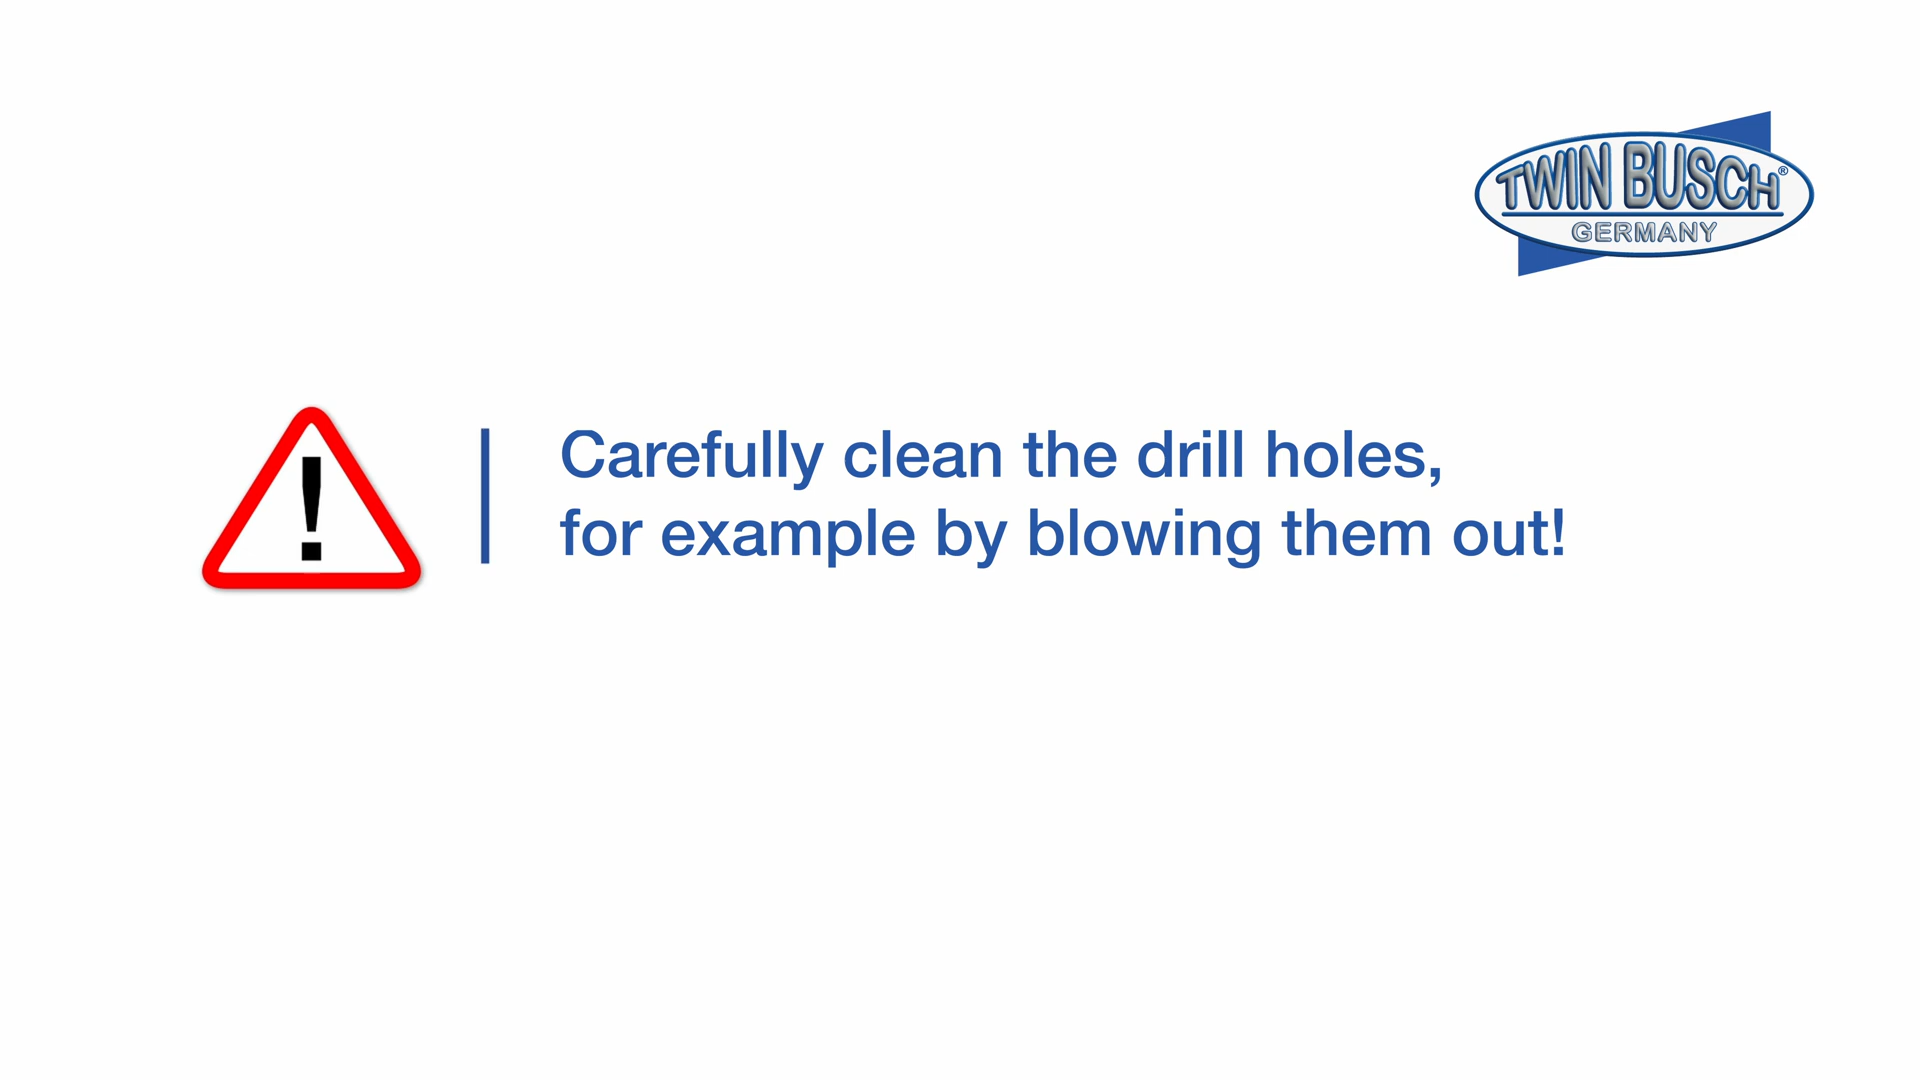 TWIN BUSCH®
GERMANY
!
Carefully clean the drill holes,
for example by blowing them out!